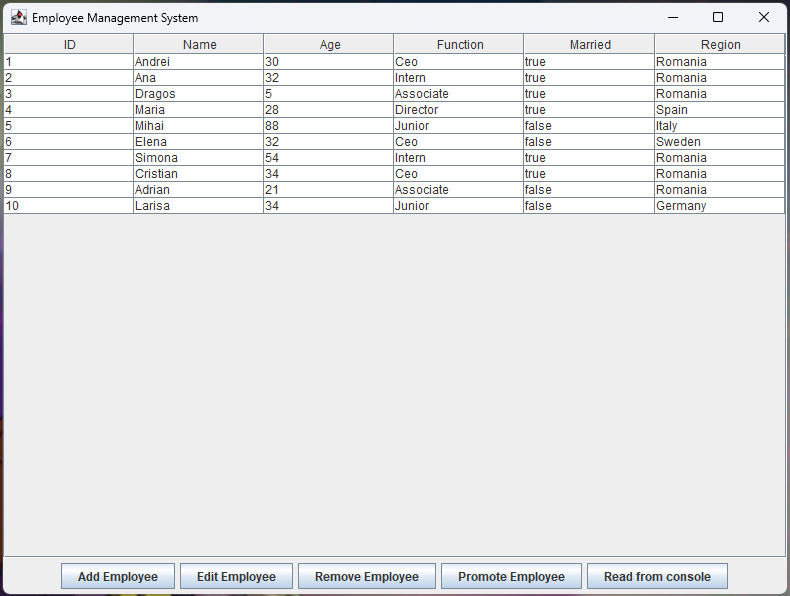 Employee Management System
ID Name Age Function Married Region
1 Andrei 30 Ceo true Romania
2 Ana 32 Intern true Romania
3 Dragos 5 Associate true Romania
4 Maria 28 Director true Spain
5 Mihai 88 Junior false Italy
6 Elena 32 Ceo false Sweden
7 Simona 54 Intern true Romania
8 Cristian 34 Ceo true Romania
9 Adrian 21 Associate false Romania
10 Larisa 34 Junior false Germany
Add Employee Edit Employee Remove Employee Promote Employee Read from console